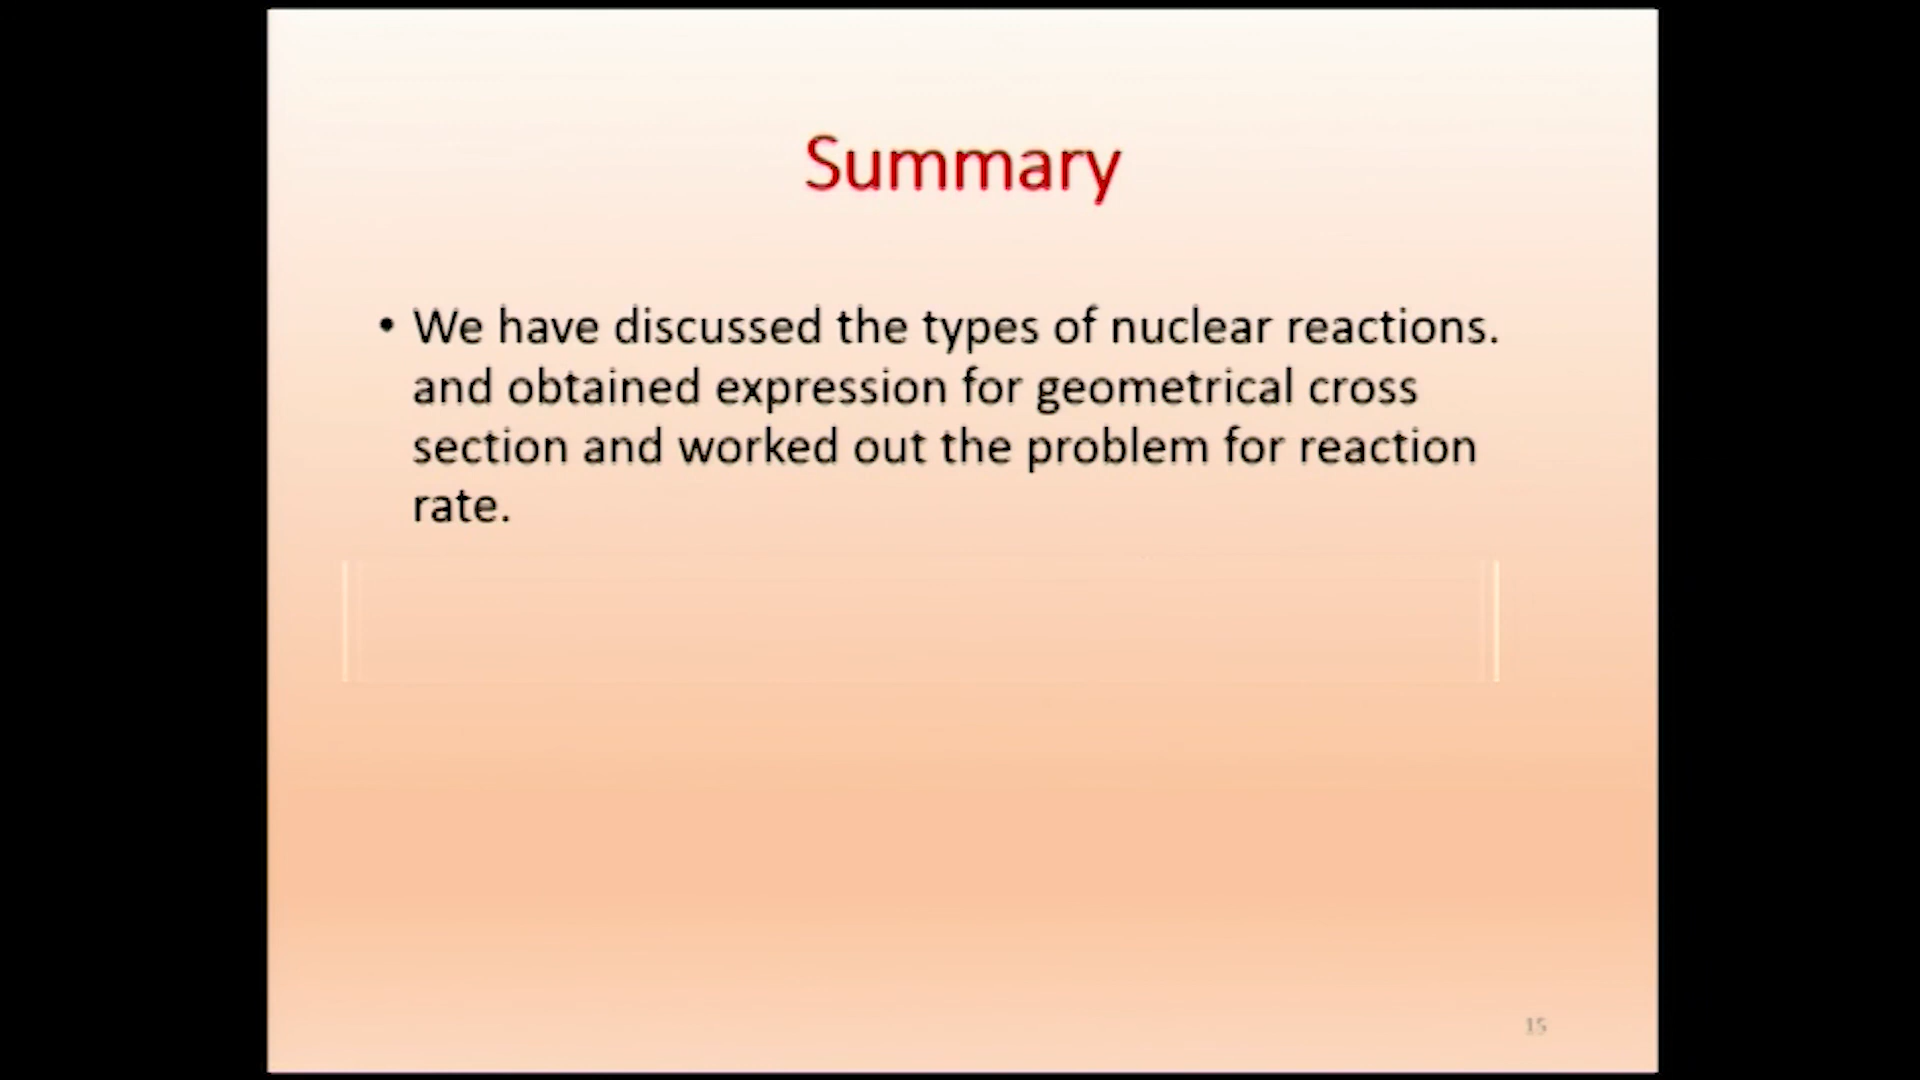 Summary
• We have discussed the types of nuclear reactions.
and obtained expression for geometrical cross
section and worked out the problem for reaction
rate.
15